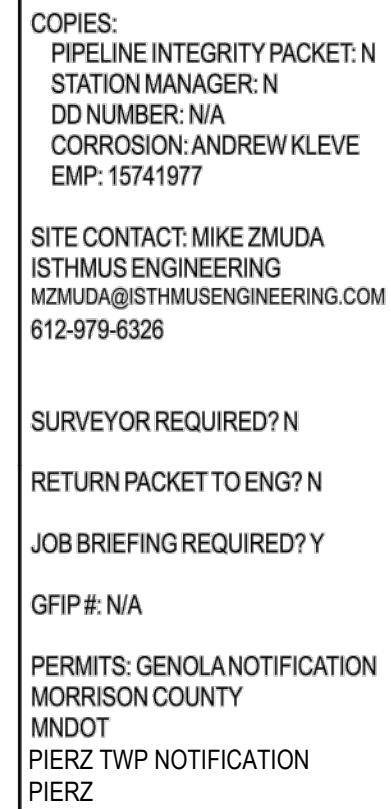 COPIES:
PIPELINE INTEGRITY PACKET: N
STATION MANAGER: N
DD NUMBER: N/A
CORROSION: ANDREW KLEVE
EMP: 15741977
SITE CONTACT: MIKE ZMUDA
ISTHMUS ENGINEERING
MZMUDA@ISTHMUSENGINEERING.COM
612-979-6326
SURVEYOR REQUIRED? N
RETURN PACKET TO ENG? N
JOB BRIEFING REQUIRED? Y
GFIP #: N/A
PERMITS: GENOLA NOTIFICATION
MORRISON COUNTY
MNDOT
PIERZ TWP NOTIFICATION
PIERZ